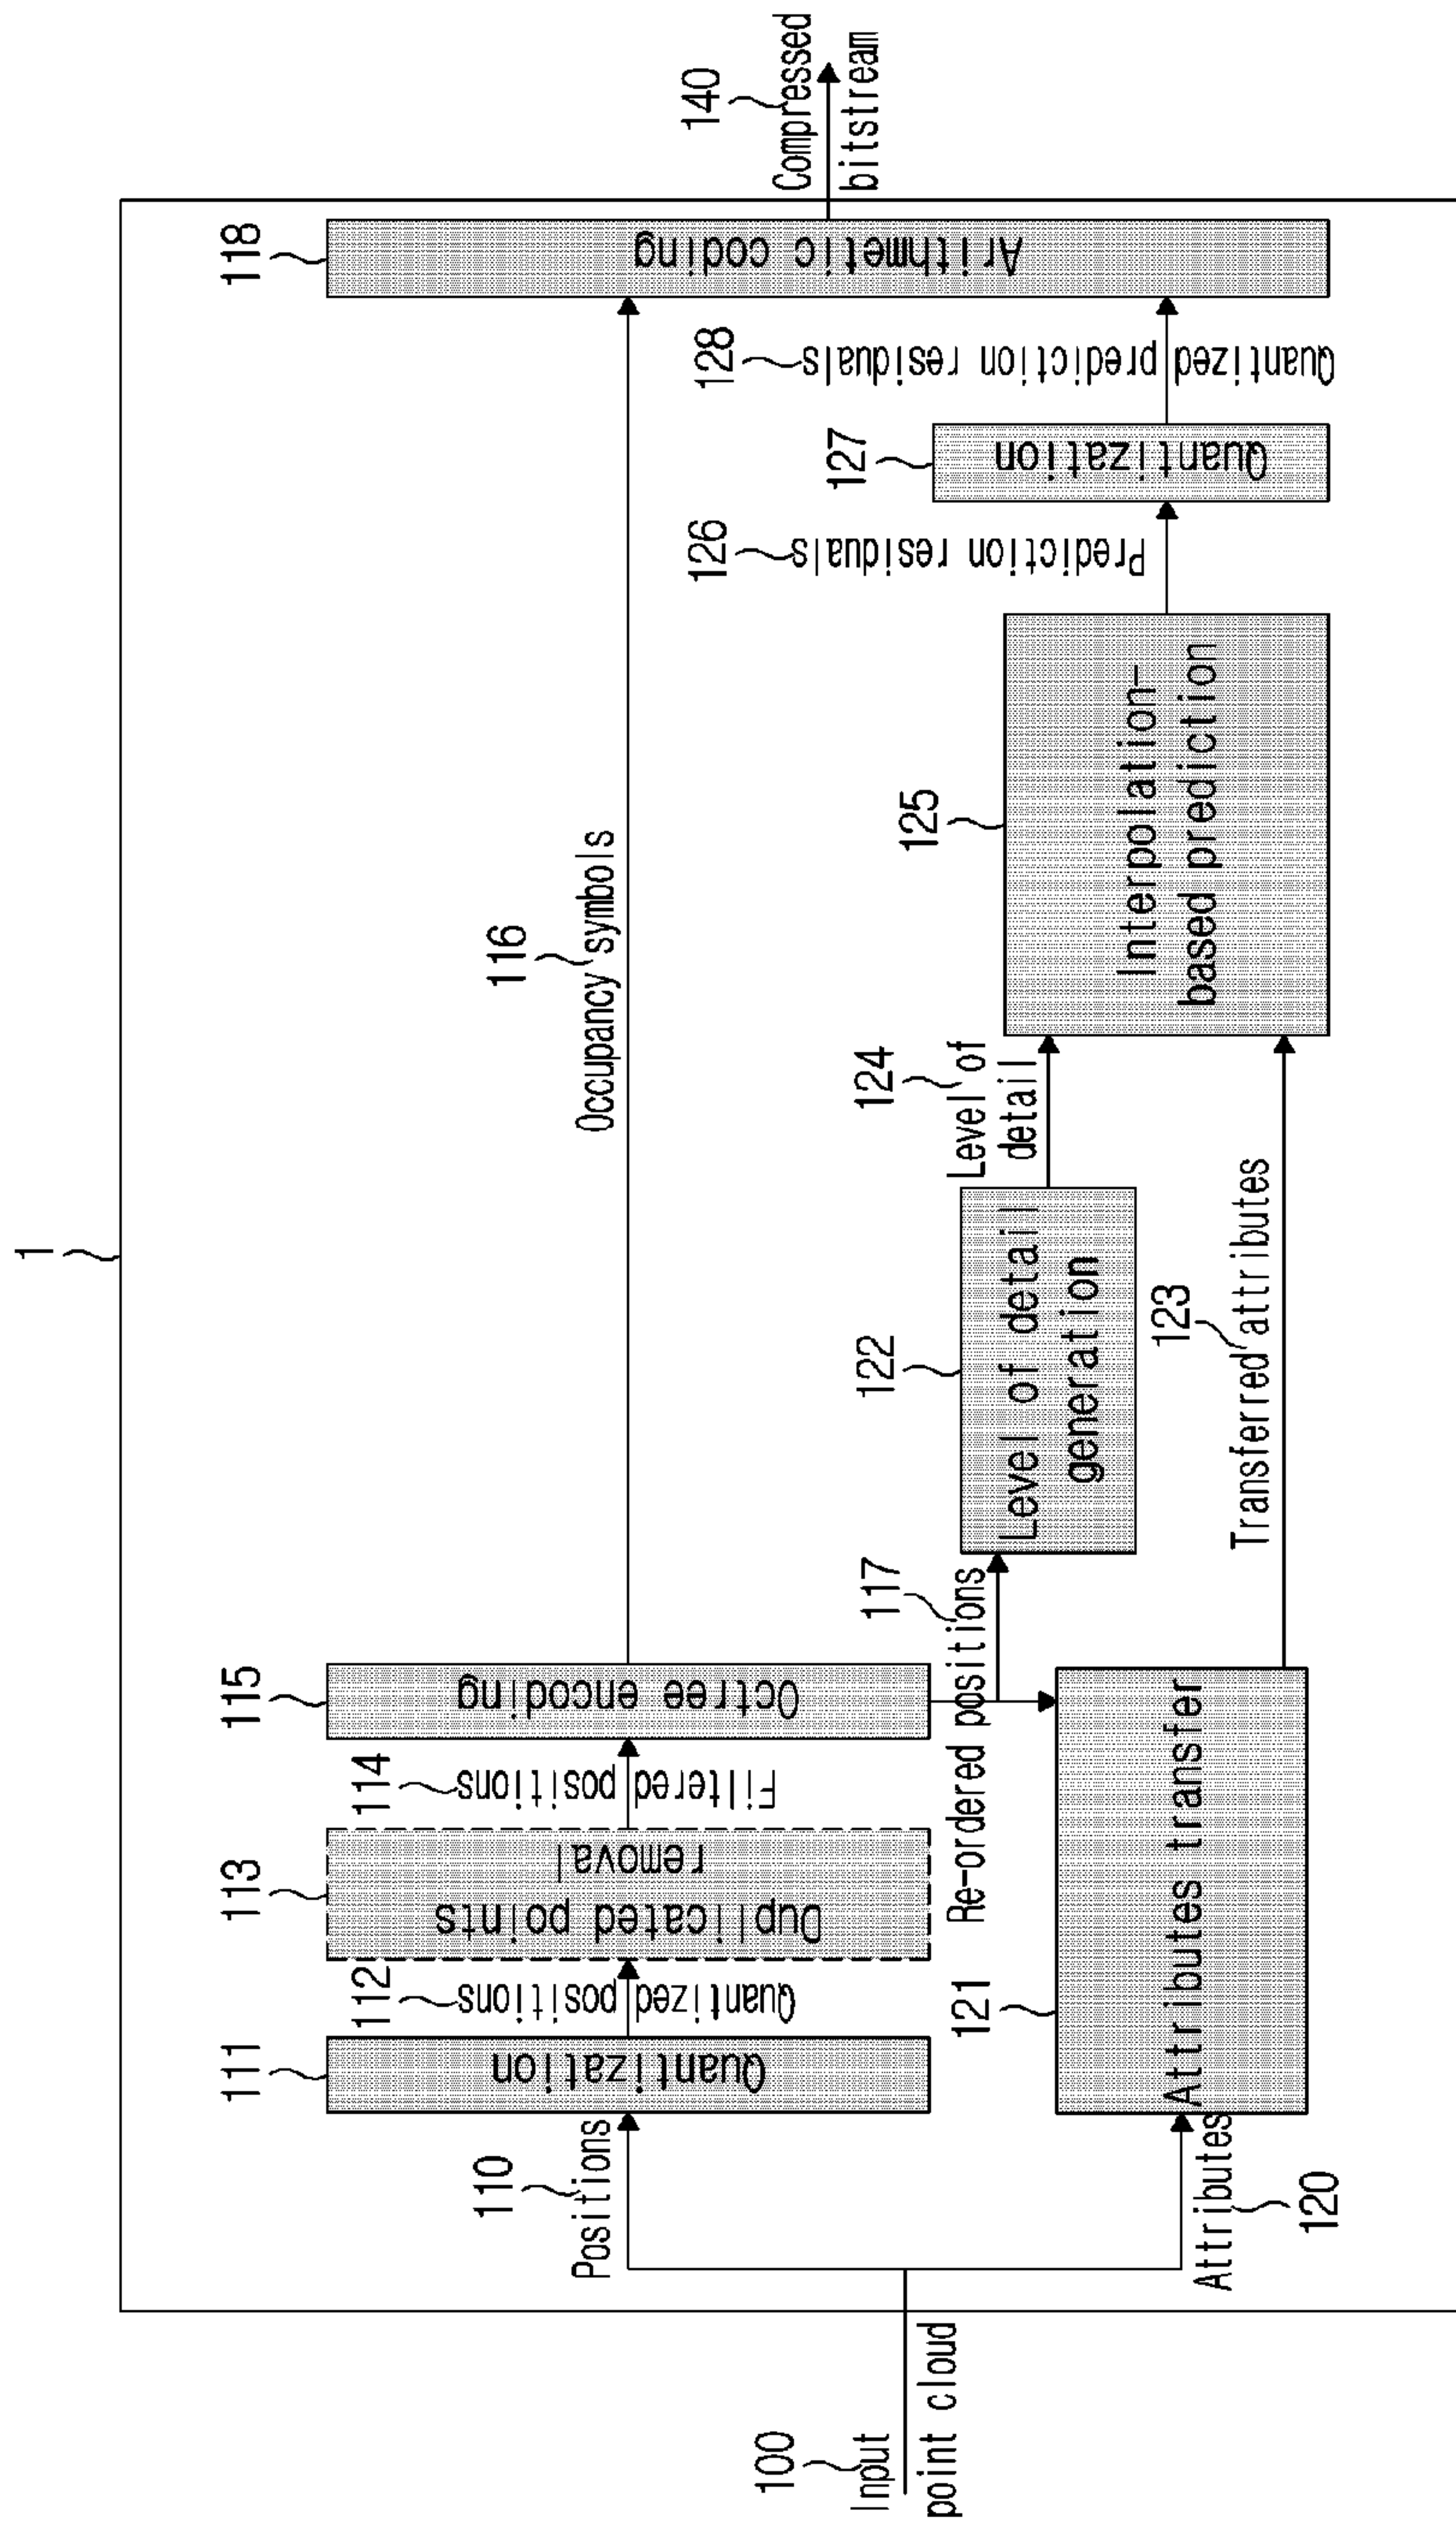 1
100
Input
point cloud
110
Positions
Attributes
120
111
Quantization
112
Quantized positions
113
Duplicated points
removal
114
Filtered positions
115
Octree encoding
116
Occupancy symbols
117
Re-ordered positions
121
Attributes transfer
122
Level of detail
generation
123
Transferred attributes
124
Level of
detail
125
Interpolation-
based prediction
126
Prediction residuals
127
Quantization
128
Quantized prediction residuals
118
Arithmetic coding
140
Compressed
bitstream